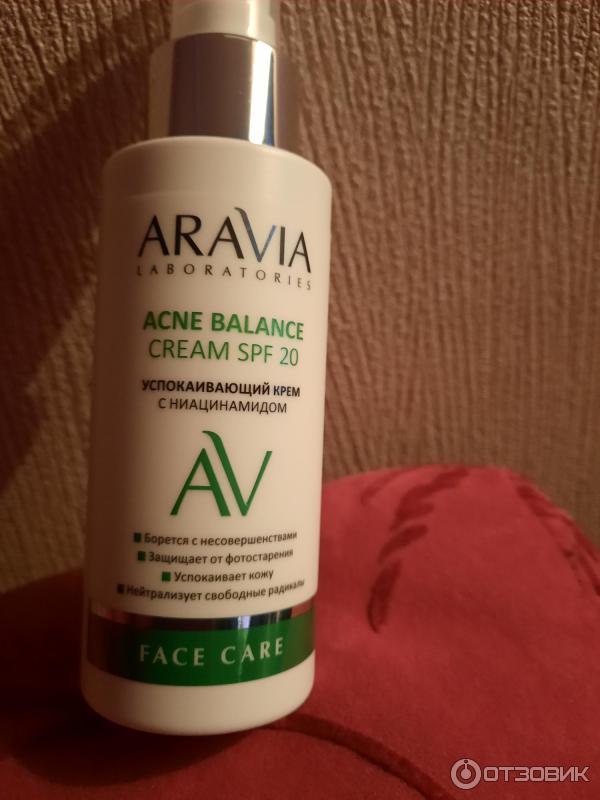 ARAVIA
LABORATORIES
ACNE BALANCE
CREAM SPF 20
УСПОКАИВАЮЩИЙ КРЕМ
С НИАЦИНАМИДОМ
AV
Борется с несовершенствами
Защищает от фотостарения
Успокаивает кожу
Нейтрализует свободные радикалы
FACE CARE
ОТЗОВИК